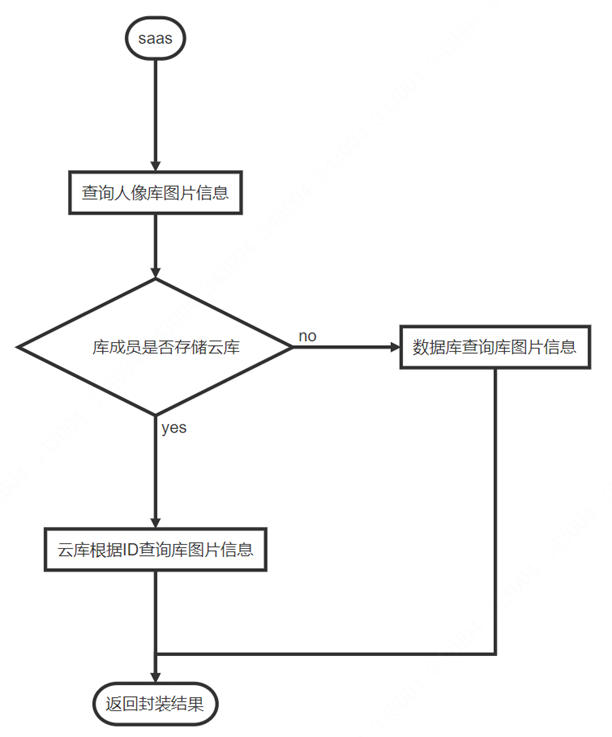 saas
查询人像库图片信息
库成员是否存储云库
no
数据库查询库图片信息
yes
云库根据ID查询库图片信息
返回封装结果